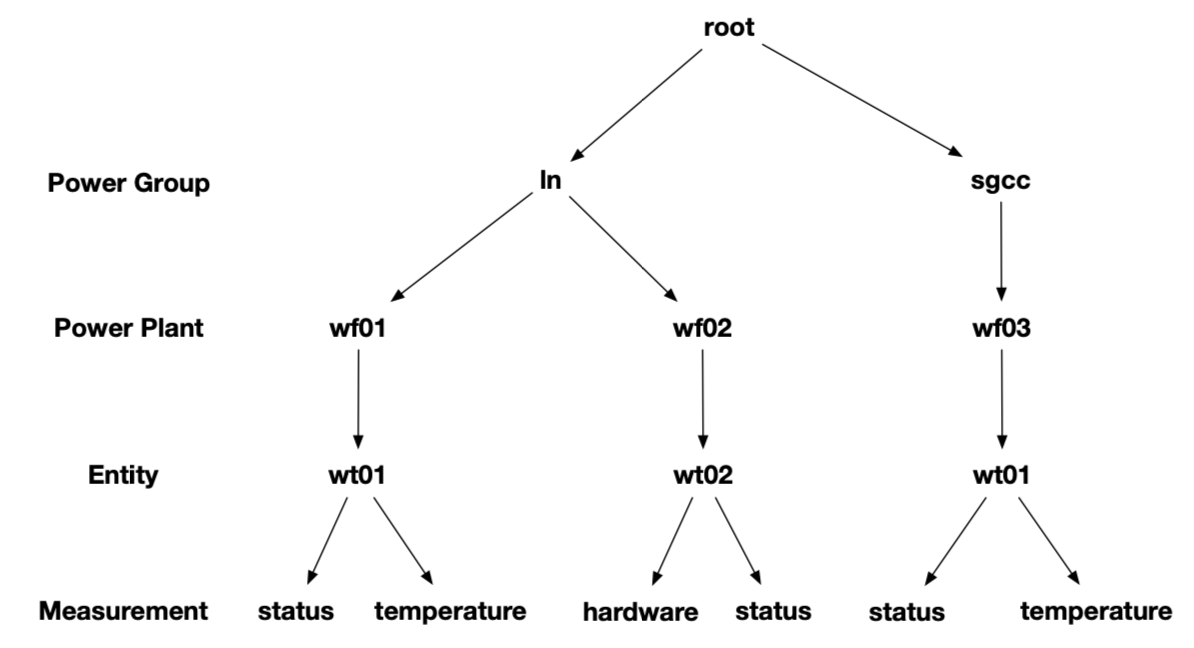 root
Power Group ln sgcc
Power Plant wf01 wf02 wf03
Entity wt01 wt02 wt01
Measurement status temperature hardware status status temperature